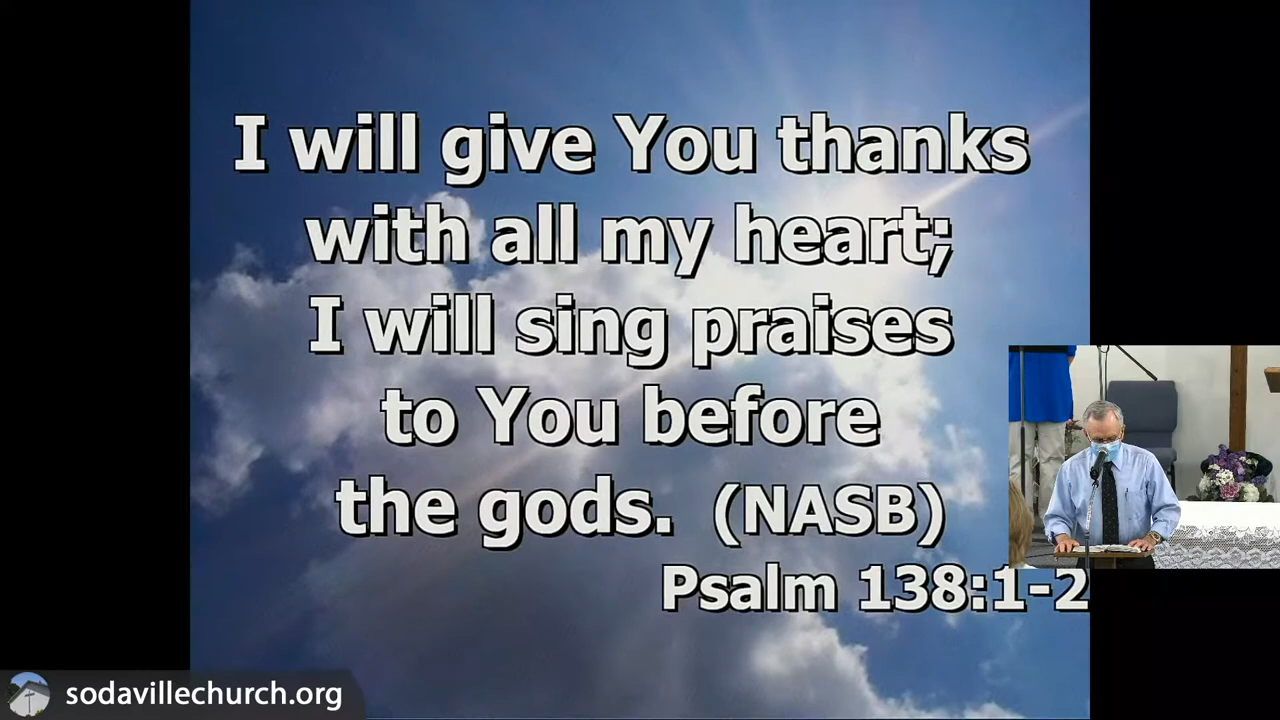 I will give You thanks
with all my heart;
I will sing praises
to You before
the gods. (NASB)
Psalm 138:1-2
sodavillechurch.org